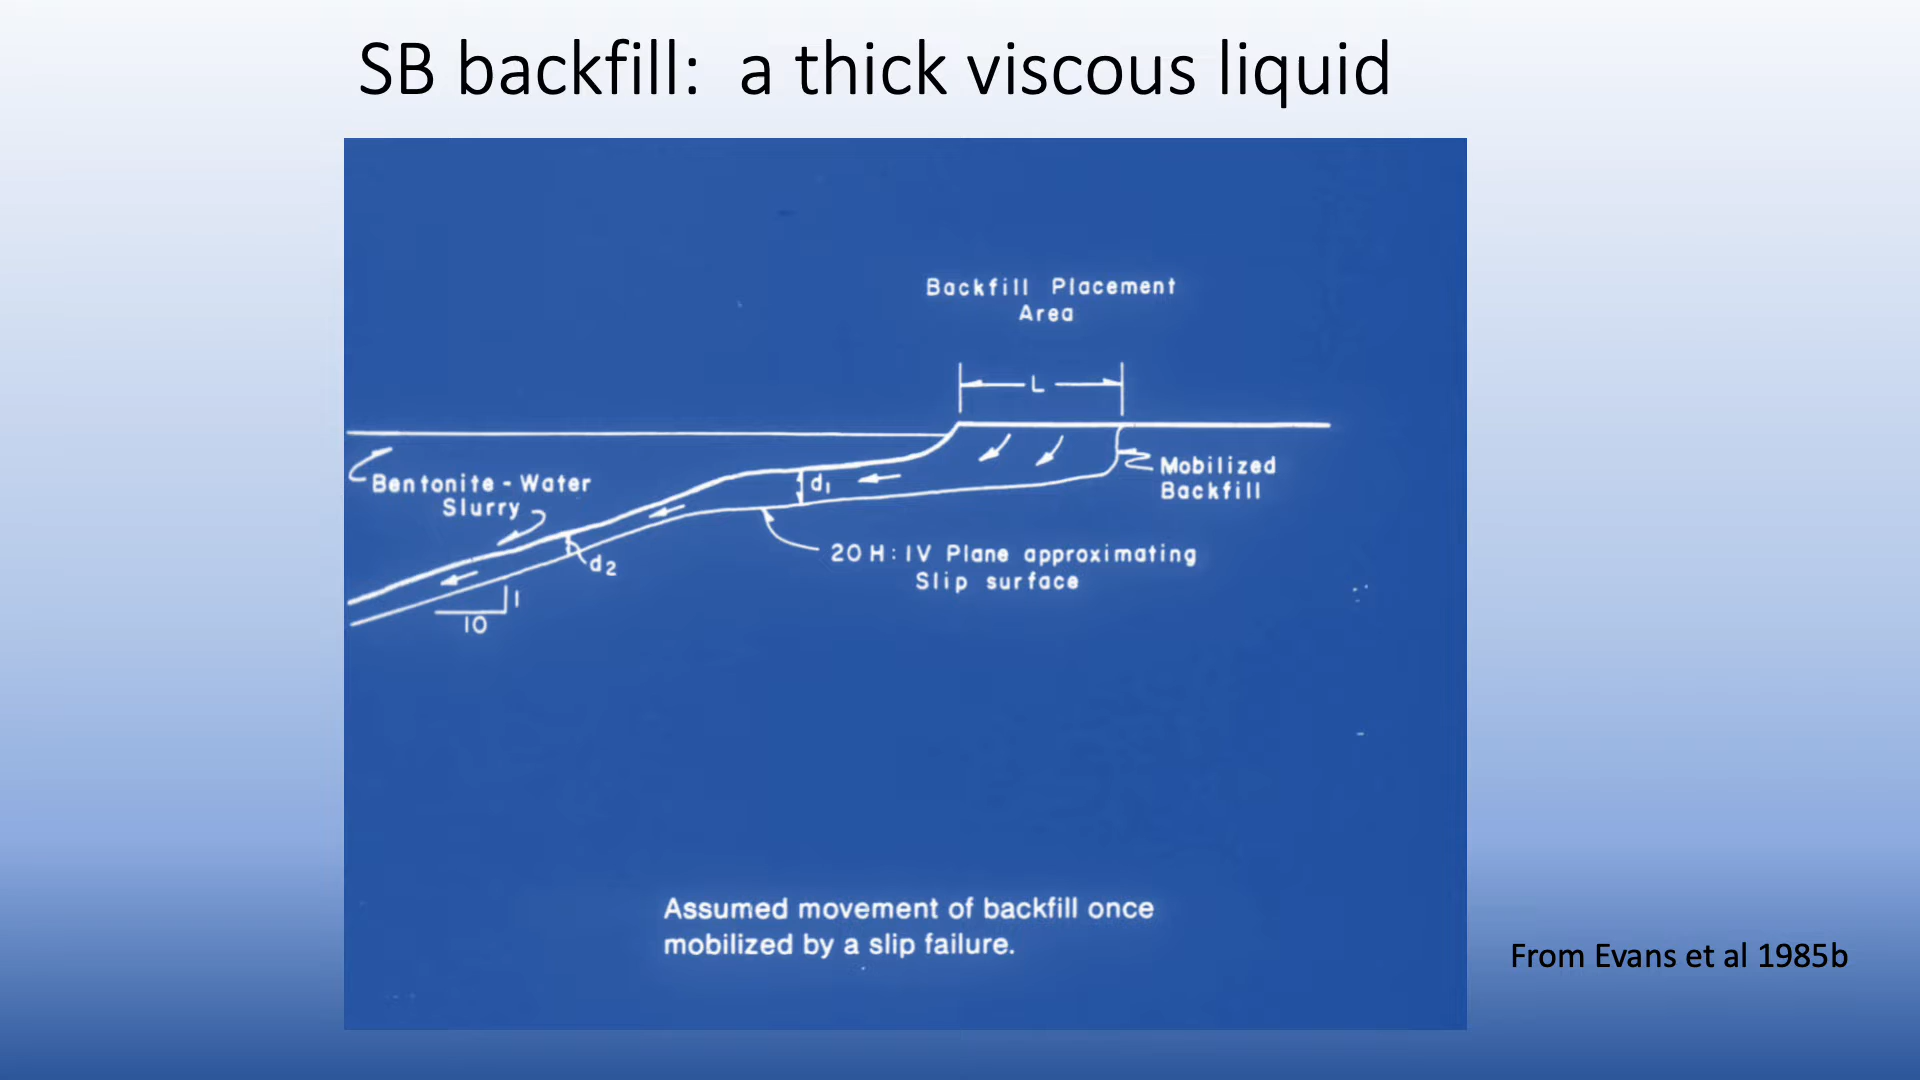 SB backfill:  a thick viscous liquid
Backfill Placement
Area
L
Bentonite - Water
Slurry
d1
Mobilized
Backfill
20 H : 1V Plane approximating
Slip surface
d2
1
10
Assumed movement of backfill once
mobilized by a slip failure.
From Evans et al 1985b